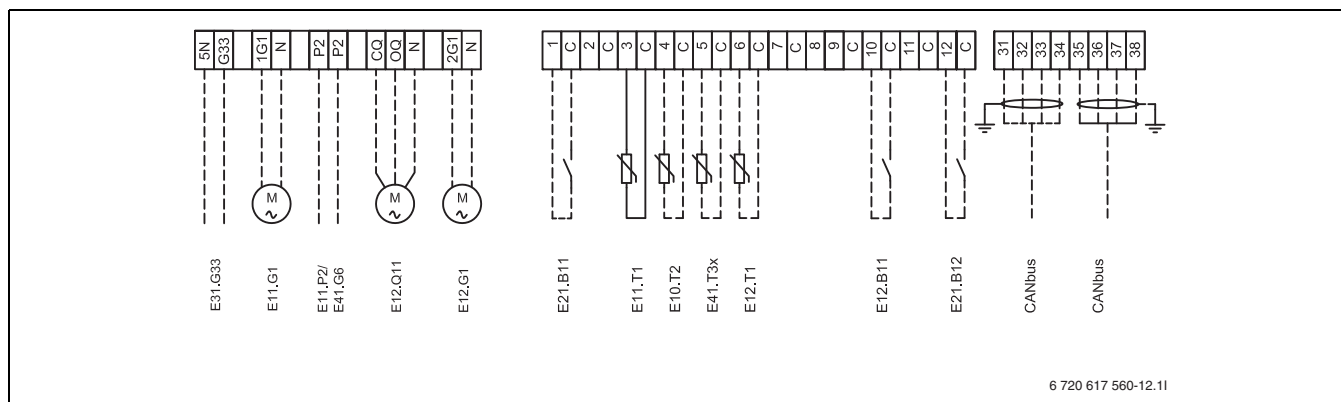 5N G33 1G1 N P2 P2 CQ OQ N 2G1 N
1 C 2 C 3 C 4 C 5 C 6 C 7 C 8 C 9 C 10 C 11 C 12 C
31 32 33 34 35 36 37 38
M
M
M
E31.G33
E11.G1
E11.P2/
E41.G6
E12.Q11
E12.G1
E21.B11
E11.T1
E10.T2
E41.T3x
E12.T1
E12.B11
E21.B12
CANbus
CANbus
6 720 617 560-12.1I